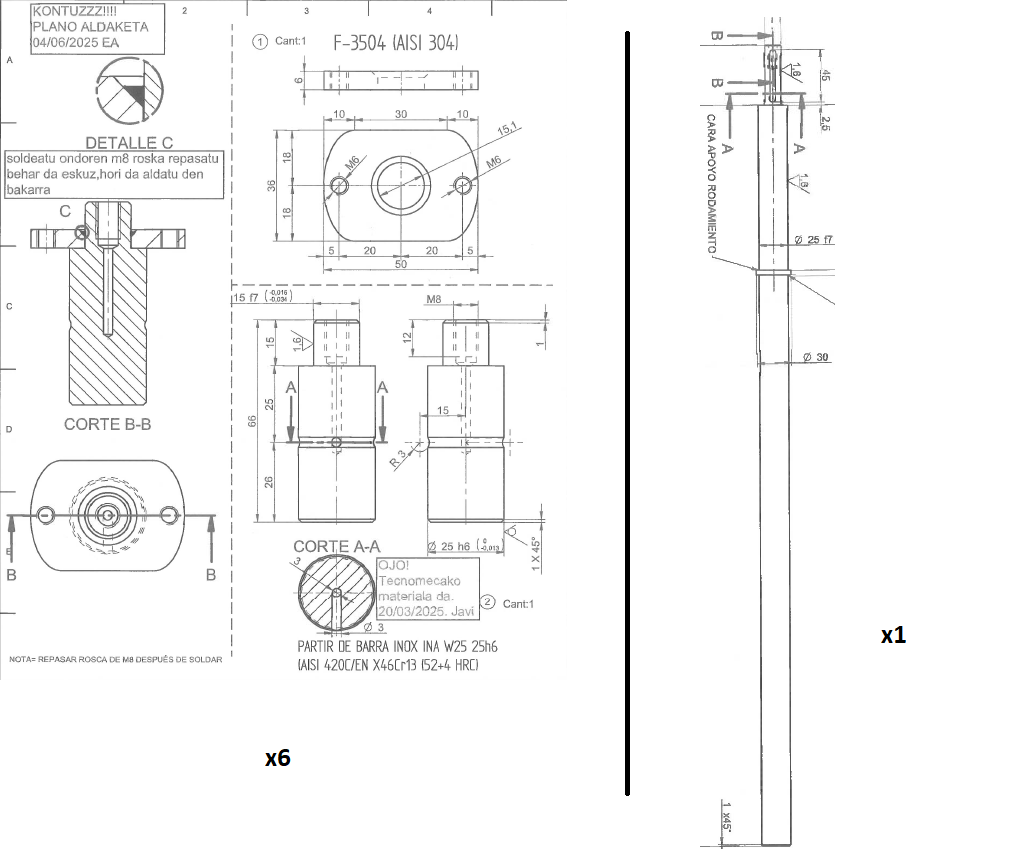 2
3
4
A
C
D
E
KONTUZZZ!!!!
PLANO ALDAKETA
04/06/2025 EA
DETALLE C
soldeatu ondoren m8 roska repasatu
behar da eskuz,hori da aldatu den
bakarra
C
CORTE B-B
B
B
NOTA= REPASAR ROSCA DE M8 DESPUÉS DE SOLDAR
1 Cant:1
F-3504 (AISI 304)
6
10
30
10
15,1
M6
M6
36
18
18
5
20
20
5
50
15 f7 (-0,016 -0,034)
M8
1,6
15
12
1
A
A
66
25
15
R 3
26
CORTE A-A
Ø 25 h6 (0 -0,013)
1 X 45°
3
Ø 3
OJO!
Tecnomecako
materiala da.
20/03/2025. Javi
2 Cant:1
PARTIR DE BARRA INOX INA W25 25h6
(AISI 420C/EN X46Cr13 (52+4 HRC)
x6
B
B
1,6
45
2,5
A
A
CARA APOYO RODAMIENTO
1,6
Ø 25 f7
Ø 30
1 x45°
x1